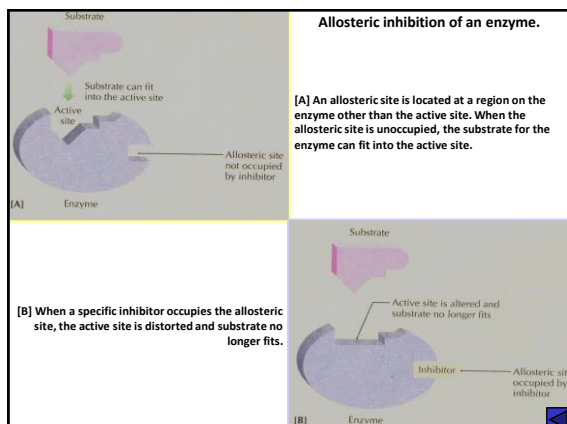 Allosteric inhibition of an enzyme.
Substrate
Substrate can fit
into the active site
Active
site
Allosteric site
not occupied
by inhibitor
[A]
Enzyme
[A] An allosteric site is located at a region on the
enzyme other than the active site. When the
allosteric site is unoccupied, the substrate for the
enzyme can fit into the active site.
[B] When a specific inhibitor occupies the allosteric
site, the active site is distorted and substrate no
longer fits.
Substrate
Active site is altered and
substrate no longer fits
Inhibitor
Allosteric sit
occupied by
inhibitor
[B]
Enzyme